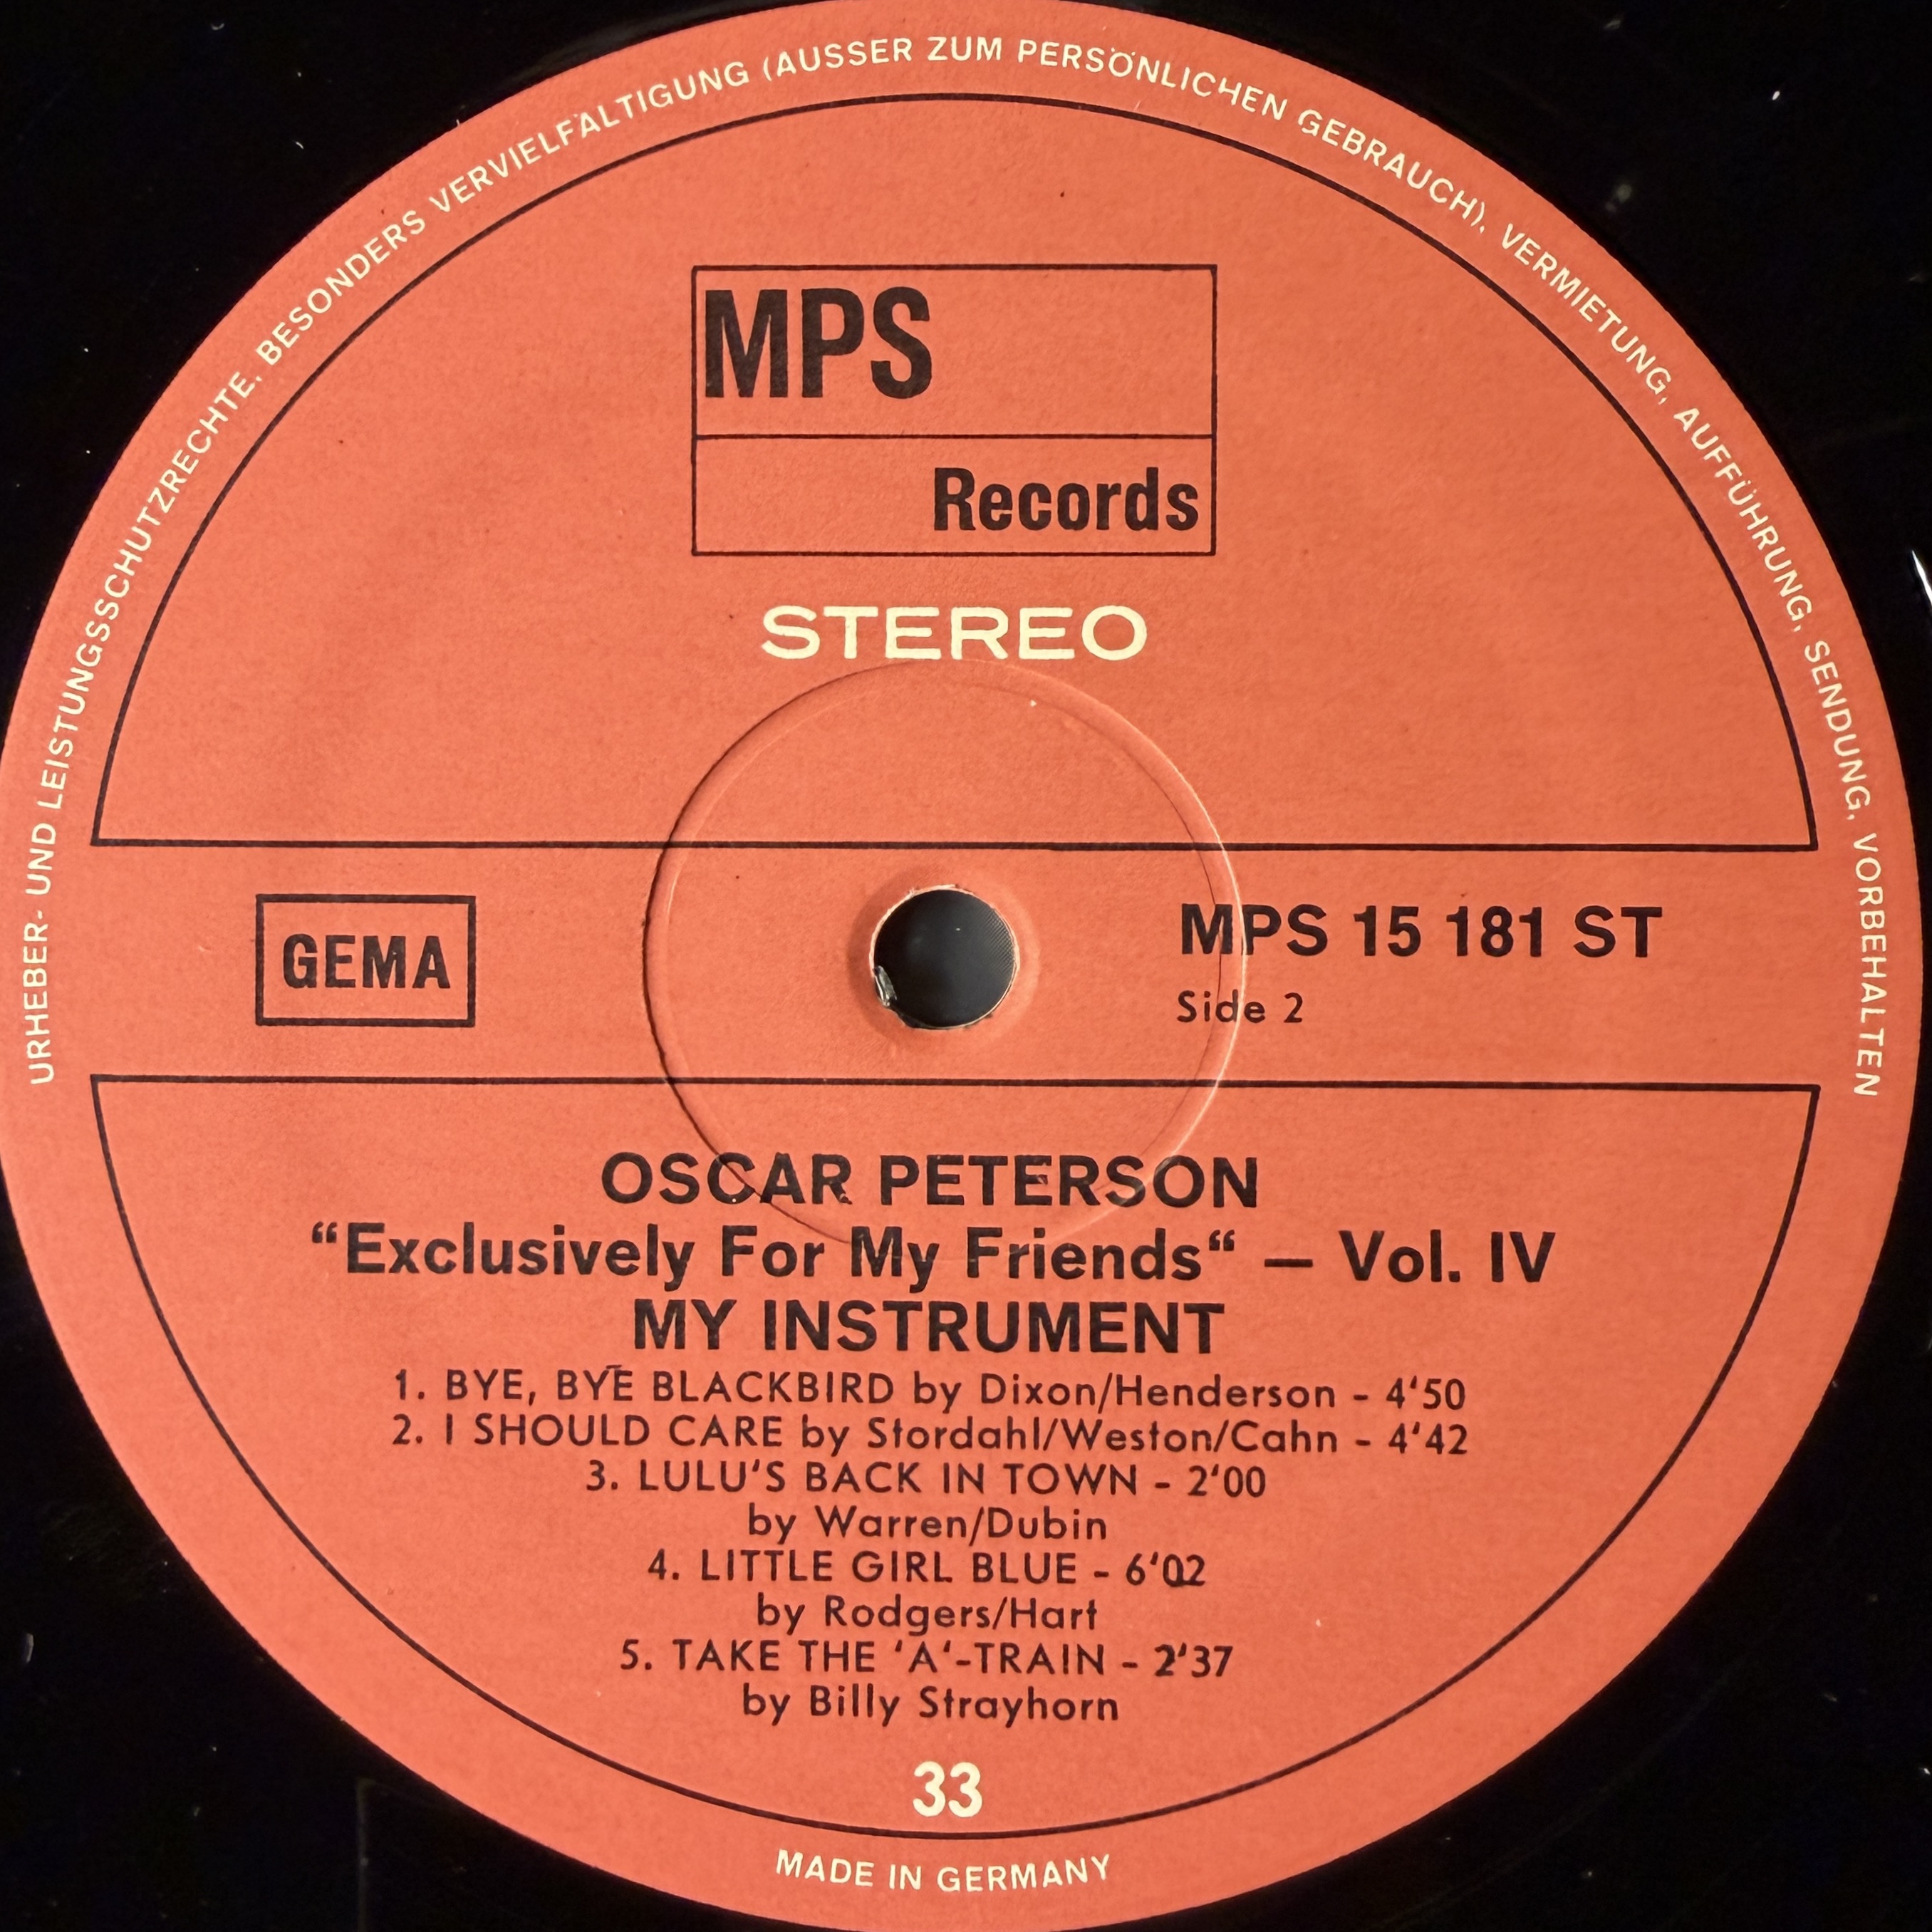 URHEBER- UND LEISTUNGSSCHUTZRECHTE, BESONDERS VERVIELFÄLTIGUNG (AUSSER ZUM PERSÖNLICHEN GEBRAUCH), VERMIETUNG, AUFFÜHRUNG, SENDUNG, VORBEHALTEN
MPS
Records
STEREO
GEMA
MPS 15 181 ST
Side 2
OSCAR PETERSON
“Exclusively For My Friends“ – Vol. IV
MY INSTRUMENT
1. BYE, BYE BLACKBIRD by Dixon/Henderson - 4‘50
2. I SHOULD CARE by Stordahl/Weston/Cahn - 4‘42
3. LULU‘S BACK IN TOWN - 2‘00
by Warren/Dubin
4. LITTLE GIRL BLUE - 6‘02
by Rodgers/Hart
5. TAKE THE ‘A‘-TRAIN - 2‘37
by Billy Strayhorn
33
MADE IN GERMANY